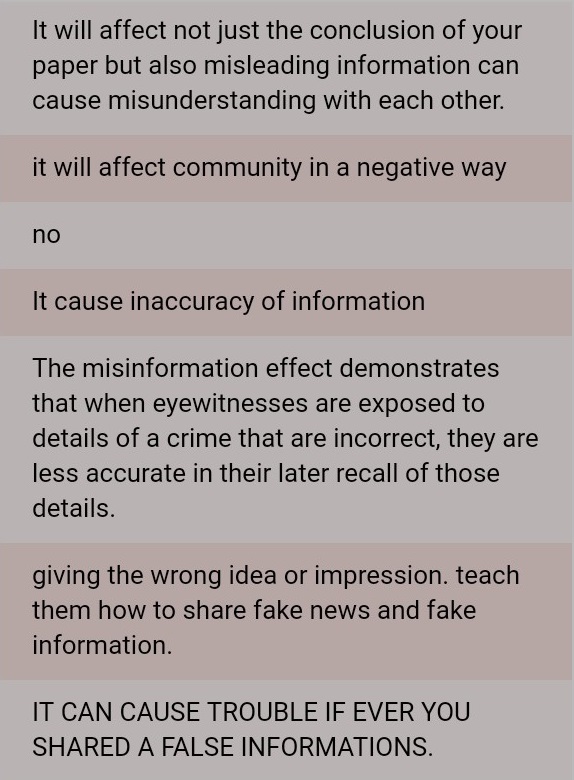 It will affect not just the conclusion of your
paper but also misleading information can
cause misunderstanding with each other.
it will affect community in a negative way
no
It cause inaccuracy of information
The misinformation effect demonstrates
that when eyewitnesses are exposed to
details of a crime that are incorrect, they are
less accurate in their later recall of those
details.
giving the wrong idea or impression. teach
them how to share fake news and fake
information.
IT CAN CAUSE TROUBLE IF EVER YOU
SHARED A FALSE INFORMATIONS.